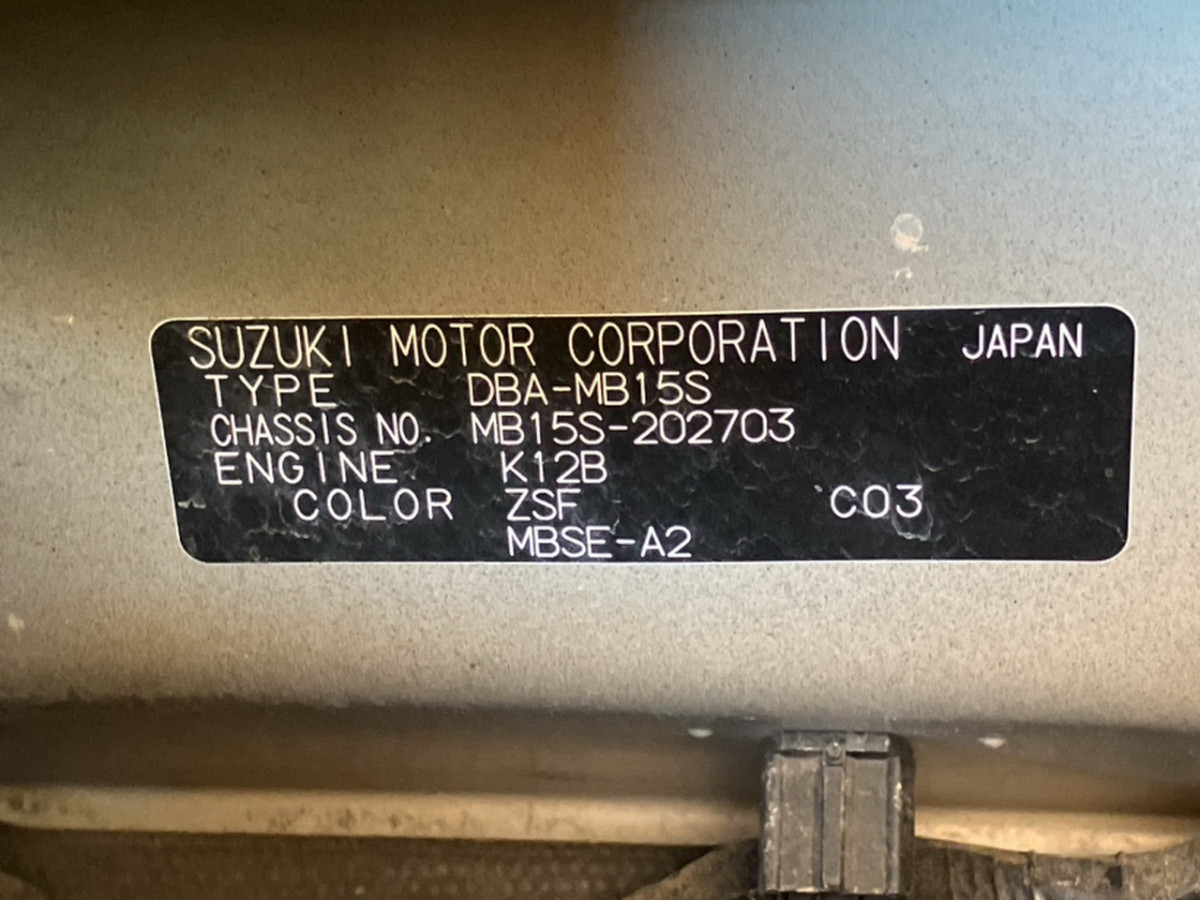 SUZUKI MOTOR CORPORATION JAPAN
TYPE DBA-MB15S
CHASSIS NO. MB15S-202703
ENGINE K12B
COLOR ZSF C03
MBSE-A2